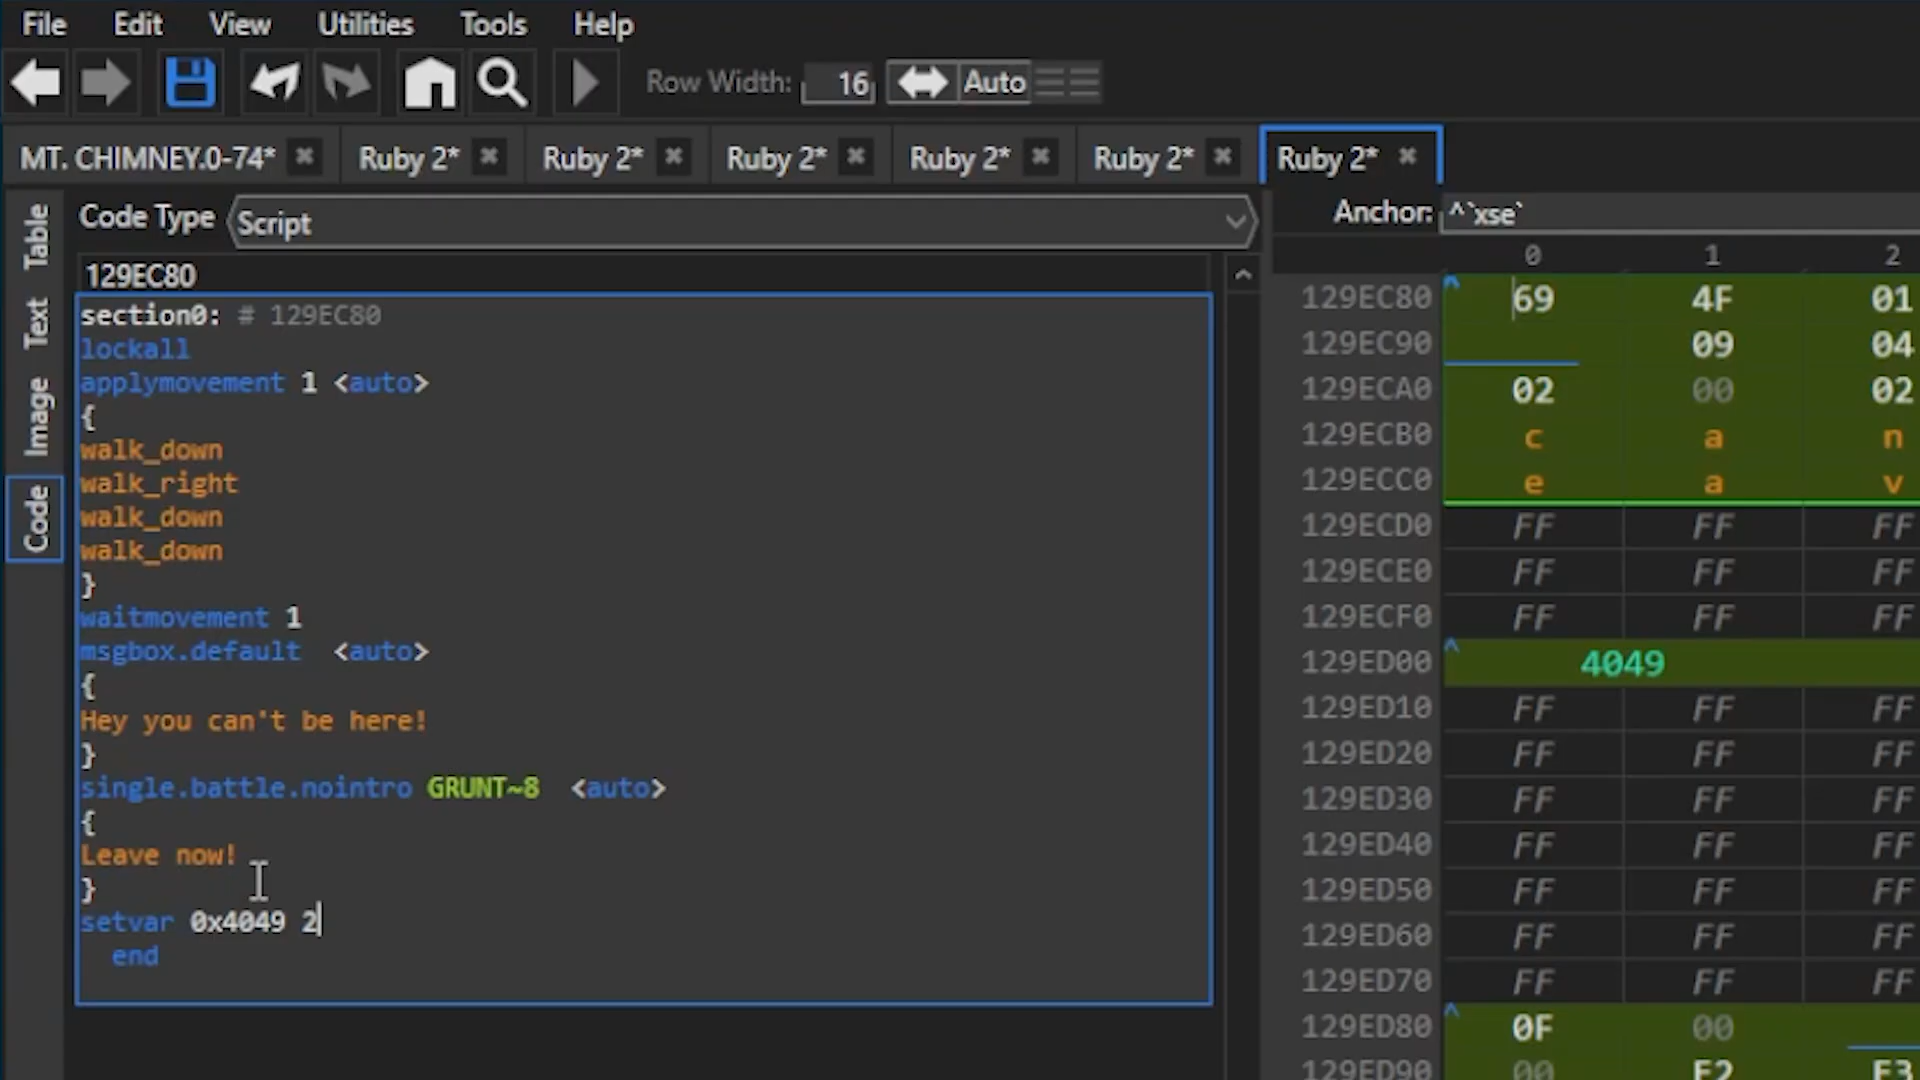 File Edit View Utilities Tools Help
Row Width: 16 Auto
MT. CHIMNEY.0-74* Ruby 2* Ruby 2* Ruby 2* Ruby 2* Ruby 2* Ruby 2*
Table
Text
Image
Code
Code Type Script
129EC80
section0: # 129EC80
lockall
applymovement 1 <auto>
{
walk_down
walk_right
walk_down
walk_down
}
waitmovement 1
msgbox.default <auto>
{
Hey you can't be here!
}
single.battle.nointro GRUNT~8 <auto>
{
Leave now!
}
setvar 0x4049 2
end
Anchor: ^`xse`
0 1 2
129EC80 69 4F 01
129EC90 09 04
129ECA0 02 00 02
129ECB0 c a n
129ECC0 e a v
129ECD0 FF FF FF
129ECE0 FF FF FF
129ECF0 FF FF FF
129ED00 4049
129ED10 FF FF FF
129ED20 FF FF FF
129ED30 FF FF FF
129ED40 FF FF FF
129ED50 FF FF FF
129ED60 FF FF FF
129ED70 FF FF FF
129ED80 0F 00
129ED90 00 E2 E3